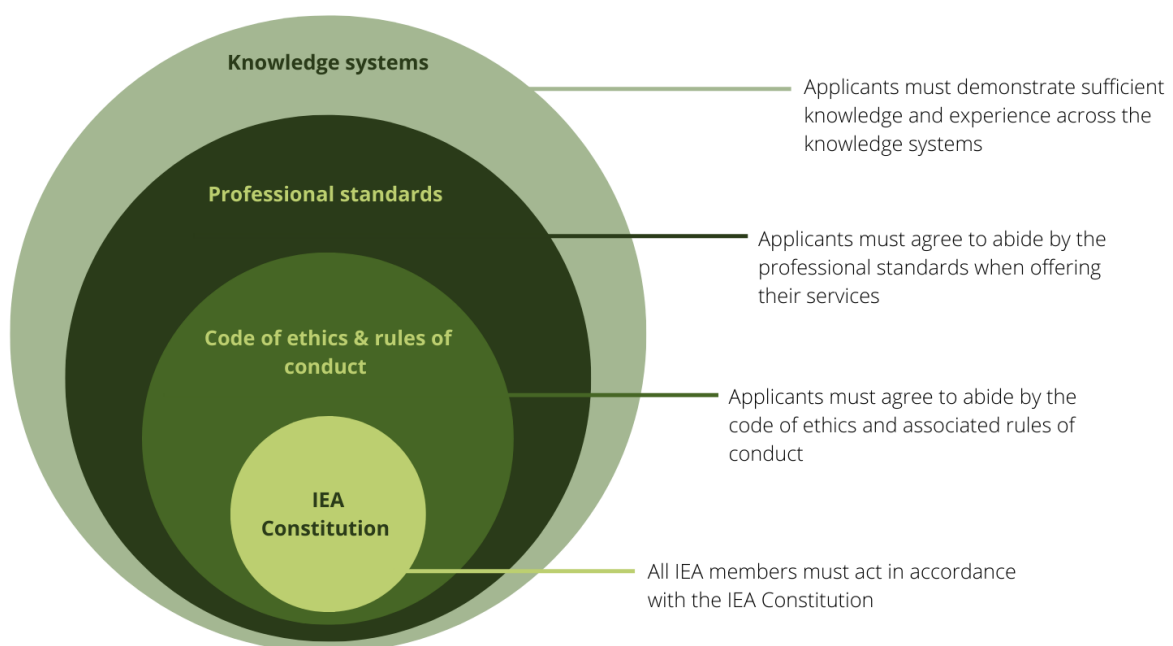 Knowledge systems
Applicants must demonstrate sufficient
knowledge and experience across the
knowledge systems
Professional standards
Applicants must agree to abide by the
professional standards when offering
their services
Code of ethics & rules of
conduct
Applicants must agree to abide by the
code of ethics and associated rules of
conduct
IEA
Constitution
All IEA members must act in accordance
with the IEA Constitution